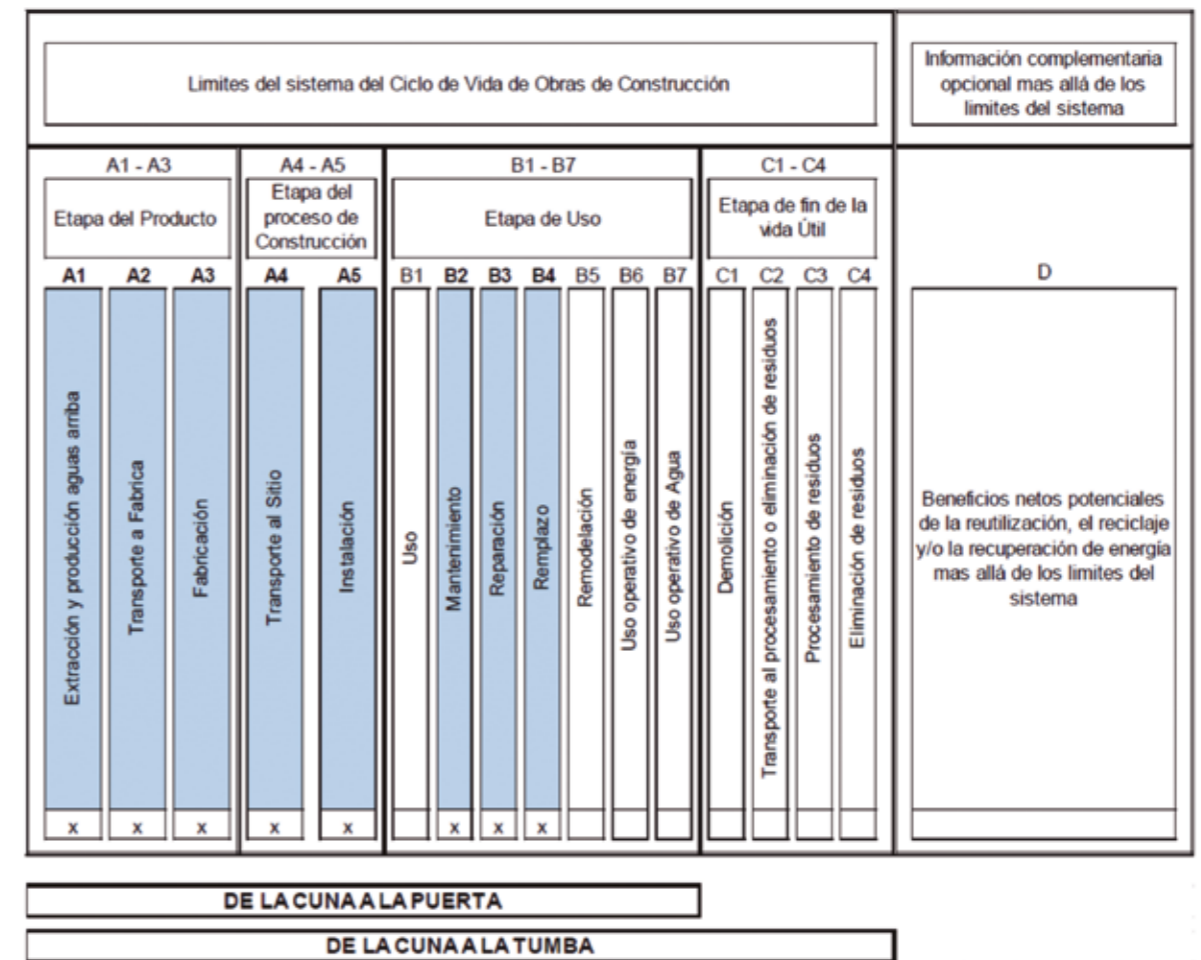 Limites del sistema del Ciclo de Vida de Obras de Construcción
Información complementaria
opcional mas allá de los
limites del sistema
A1 - A3
A4 - A5
B1 - B7
C1 - C4
Etapa del Producto
Etapa del
proceso de
Construcción
Etapa de Uso
Etapa de fin de la
vida Útil
A1 A2 A3 A4 A5 B1 B2 B3 B4 B5 B6 B7 C1 C2 C3 C4 D
Extracción y producción aguas arriba
Transporte a Fabrica
Fabricación
Transporte al Sitio
Instalación
Uso
Mantenimiento
Reparación
Remplazo
Remodelación
Uso operativo de energía
Uso operativo de Agua
Demolición
Transporte al procesamiento o eliminación de residuos
Procesamiento de residuos
Eliminación de residuos
Beneficios netos potenciales
de la reutilización, el reciclaje
y/o la recuperación de energía
mas allá de los limites del
sistema
x x x x x x x x
DE LA CUNA A LA PUERTA
DE LA CUNA A LA TUMBA